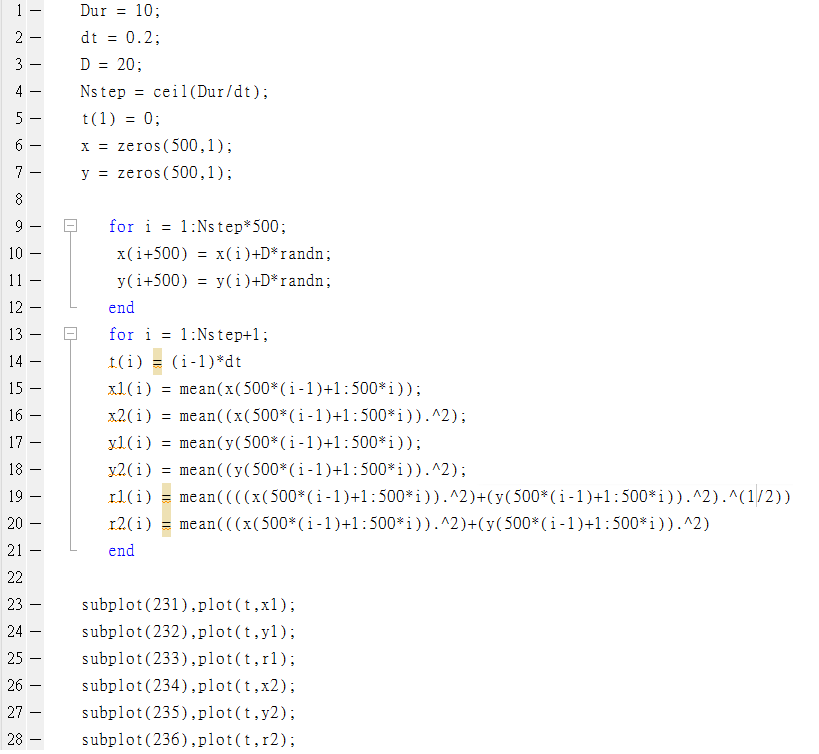 1 Dur = 10;
2 dt = 0.2;
3 D = 20;
4 Nstep = ceil(Dur/dt);
5 t(1) = 0;
6 x = zeros(500,1);
7 y = zeros(500,1);
8
9 for i = 1:Nstep*500;
10 x(i+500) = x(i)+D*randn;
11 y(i+500) = y(i)+D*randn;
12 end
13 for i = 1:Nstep+1;
14 t(i) = (i-1)*dt
15 x1(i) = mean(x(500*(i-1)+1:500*i));
16 x2(i) = mean((x(500*(i-1)+1:500*i)).^2);
17 y1(i) = mean(y(500*(i-1)+1:500*i));
18 y2(i) = mean((y(500*(i-1)+1:500*i)).^2);
19 r1(i) = mean((((x(500*(i-1)+1:500*i)).^2)+(y(500*(i-1)+1:500*i)).^2).^(1/2))
20 r2(i) = mean(((x(500*(i-1)+1:500*i)).^2)+(y(500*(i-1)+1:500*i)).^2)
21 end
22
23 subplot(231),plot(t,x1);
24 subplot(232),plot(t,y1);
25 subplot(233),plot(t,r1);
26 subplot(234),plot(t,x2);
27 subplot(235),plot(t,y2);
28 subplot(236),plot(t,r2);